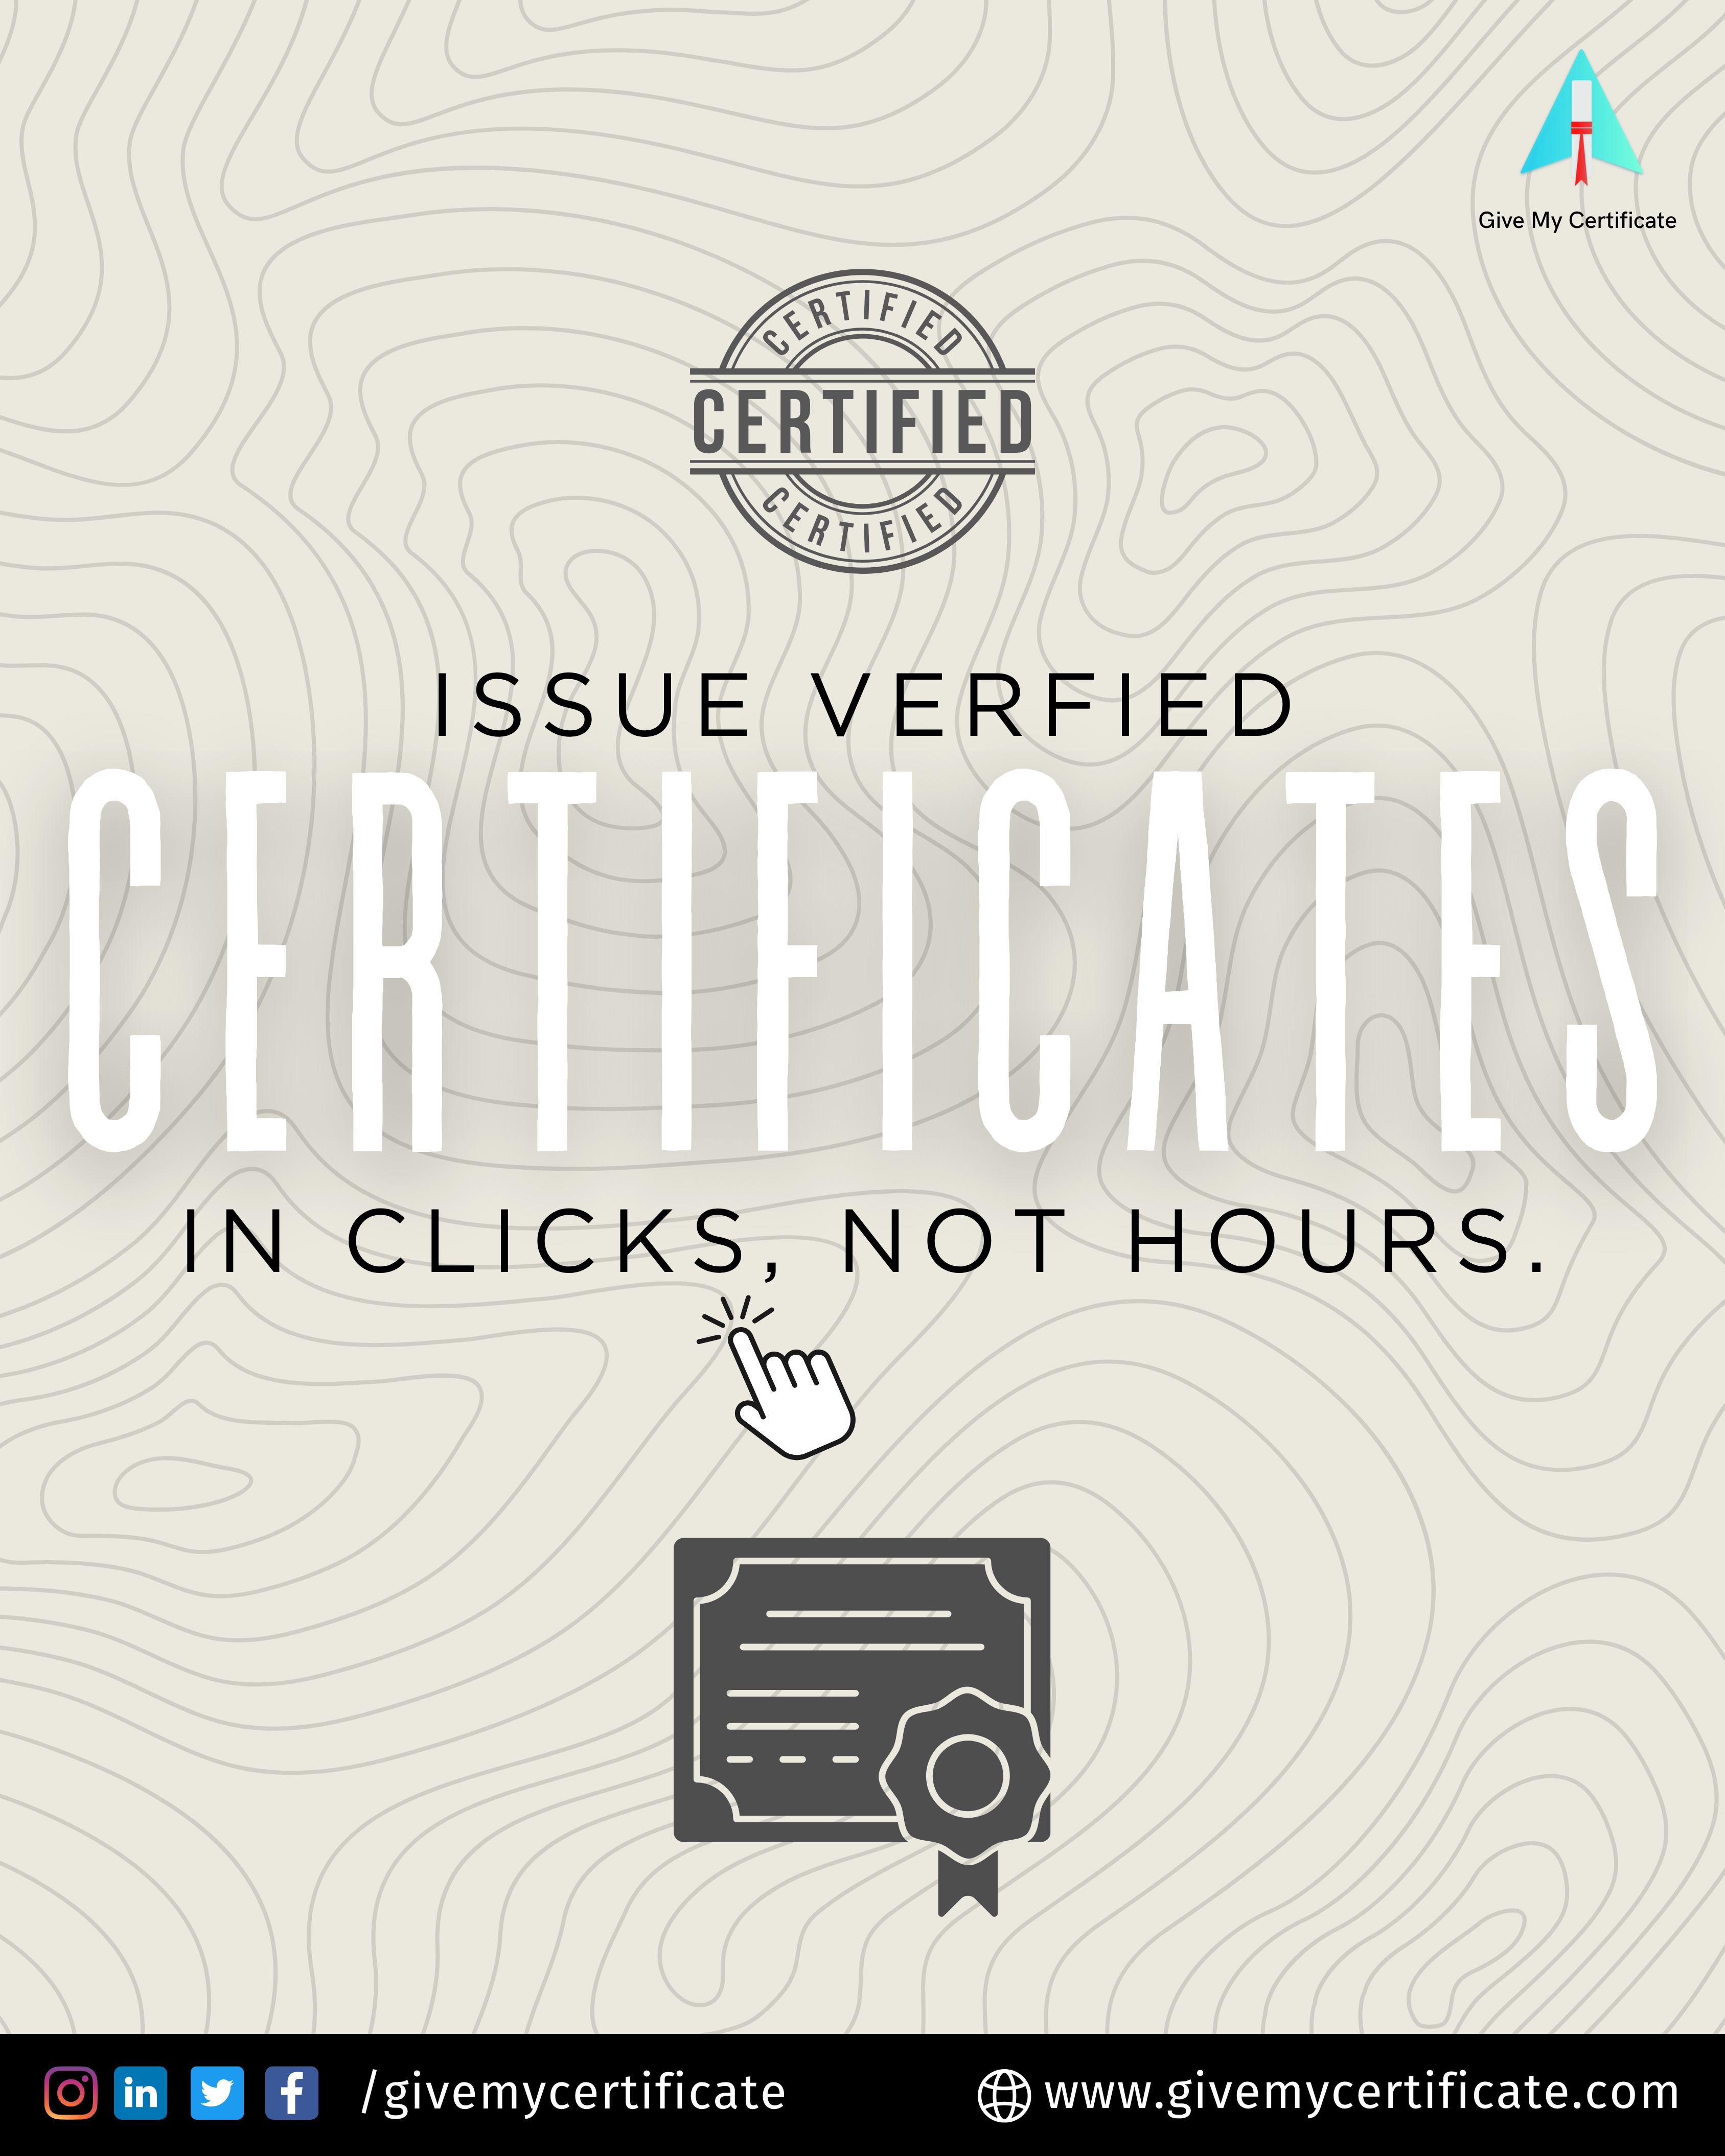 Give My Certificate
CERTIFIED
CERTIFIED
CERTIFIED
ISSUE VERFIED
CERTIFICATES
IN CLICKS, NOT HOURS.
/givemycertificate
www.givemycertificate.com